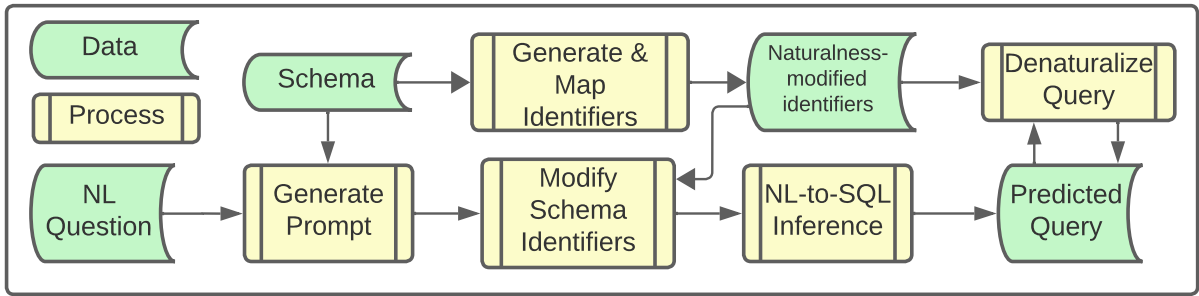 Data
Process
Schema
Generate &
Map
Identifiers
Naturalness-
modified
identifiers
Denaturalize
Query
NL
Question
Generate
Prompt
Modify
Schema
Identifiers
NL-to-SQL
Inference
Predicted
Query